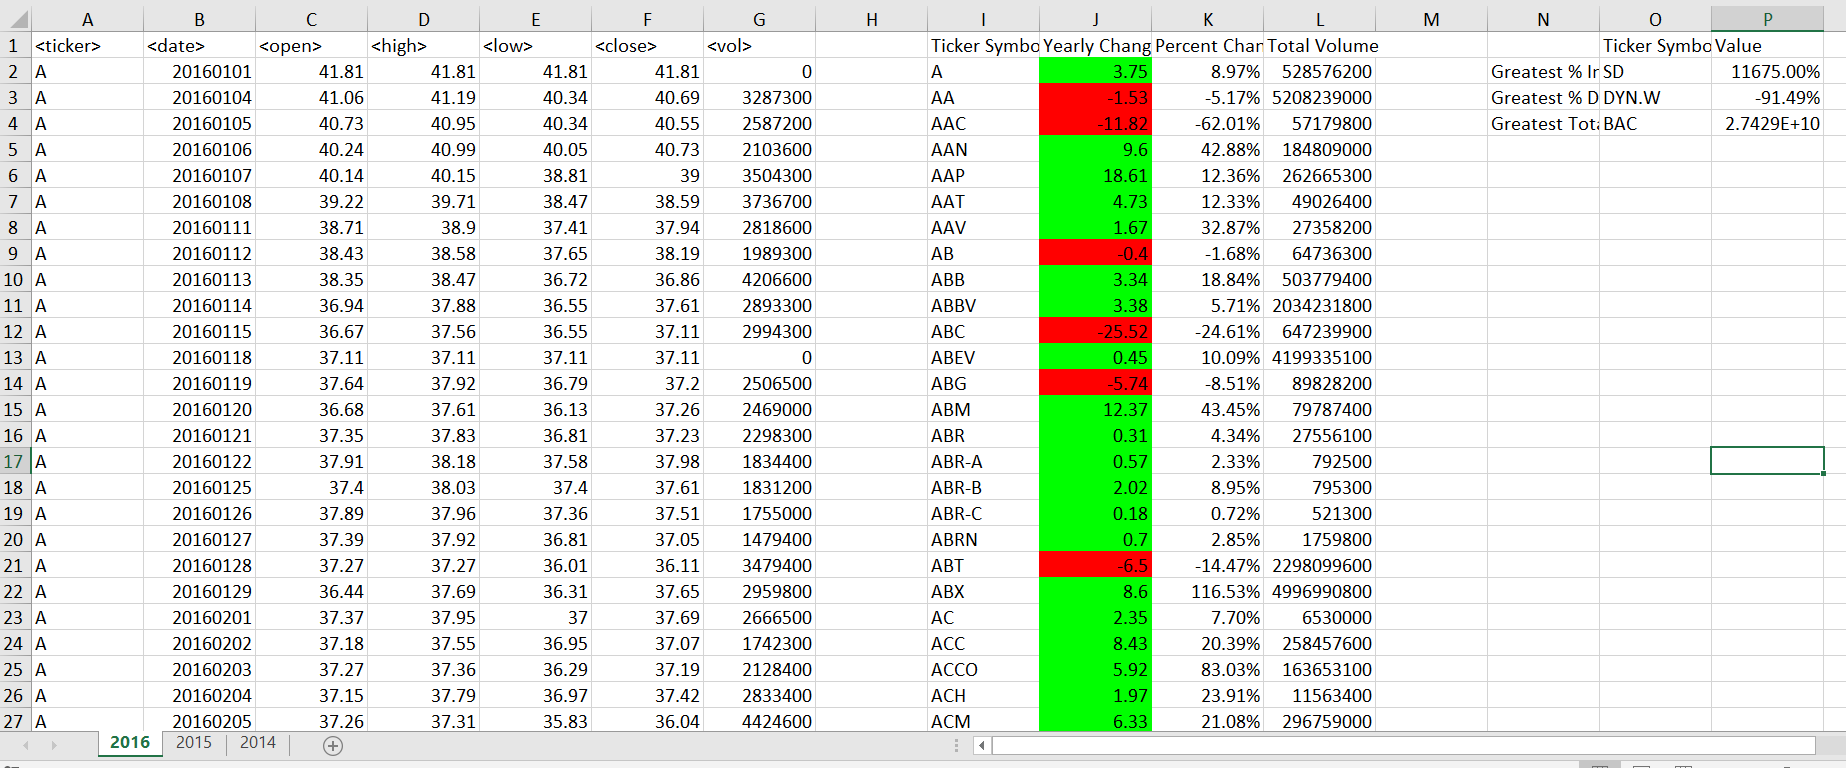 A B C D E F G H I J K L M N O P
1 <ticker> <date> <open> <high> <low> <close> <vol> Ticker Symbo Yearly Chang Percent Char Total Volume Ticker Symbo Value
2 A 20160101 41.81 41.81 41.81 41.81 0 A 3.75 8.97% 528576200 Greatest % Ir SD 11675.00%
3 A 20160104 41.06 41.19 40.34 40.69 3287300 AA -1.53 -5.17% 5208239000 Greatest % D DYN.W -91.49%
4 A 20160105 40.73 40.95 40.34 40.55 2587200 AAC -11.82 -62.01% 57179800 Greatest Tota BAC 2.7429E+10
5 A 20160106 40.24 40.99 40.05 40.73 2103600 AAN 9.6 42.88% 184809000
6 A 20160107 40.14 40.15 38.81 39 3504300 AAP 18.61 12.36% 262665300
7 A 20160108 39.22 39.71 38.47 38.59 3736700 AAT 4.73 12.33% 49026400
8 A 20160111 38.71 38.9 37.41 37.94 2818600 AAV 1.67 32.87% 27358200
9 A 20160112 38.43 38.58 37.65 38.19 1989300 AB -0.4 -1.68% 64736300
10 A 20160113 38.35 38.47 36.72 36.86 4206600 ABB 3.34 18.84% 503779400
11 A 20160114 36.94 37.88 36.55 37.61 2893300 ABBV 3.38 5.71% 2034231800
12 A 20160115 36.67 37.56 36.55 37.11 2994300 ABC -25.52 -24.61% 647239900
13 A 20160118 37.11 37.11 37.11 37.11 0 ABEV 0.45 10.09% 4199335100
14 A 20160119 37.64 37.92 36.79 37.2 2506500 ABG -5.74 -8.51% 89828200
15 A 20160120 36.68 37.61 36.13 37.26 2469000 ABM 12.37 43.45% 79787400
16 A 20160121 37.35 37.83 36.81 37.23 2298300 ABR 0.31 4.34% 27556100
17 A 20160122 37.91 38.18 37.58 37.98 1834400 ABR-A 0.57 2.33% 792500
18 A 20160125 37.4 38.03 37.4 37.61 1831200 ABR-B 2.02 8.95% 795300
19 A 20160126 37.89 37.96 37.36 37.51 1755000 ABR-C 0.18 0.72% 521300
20 A 20160127 37.39 37.92 36.81 37.05 1479400 ABRN 0.7 2.85% 1759800
21 A 20160128 37.27 37.27 36.01 36.11 3479400 ABT -6.5 -14.47% 2298099600
22 A 20160129 36.44 37.69 36.31 37.65 2959800 ABX 8.6 116.53% 4996990800
23 A 20160201 37.37 37.95 37 37.69 2666500 AC 2.35 7.70% 6530000
24 A 20160202 37.18 37.55 36.95 37.07 1742300 ACC 8.43 20.39% 258457600
25 A 20160203 37.27 37.36 36.29 37.19 2128400 ACCO 5.92 83.03% 163653100
26 A 20160204 37.15 37.79 36.97 37.42 2833400 ACH 1.97 23.91% 11563400
27 A 20160205 37.26 37.31 35.83 36.04 4424600 ACM 6.33 21.08% 296759000
2016 2015 2014